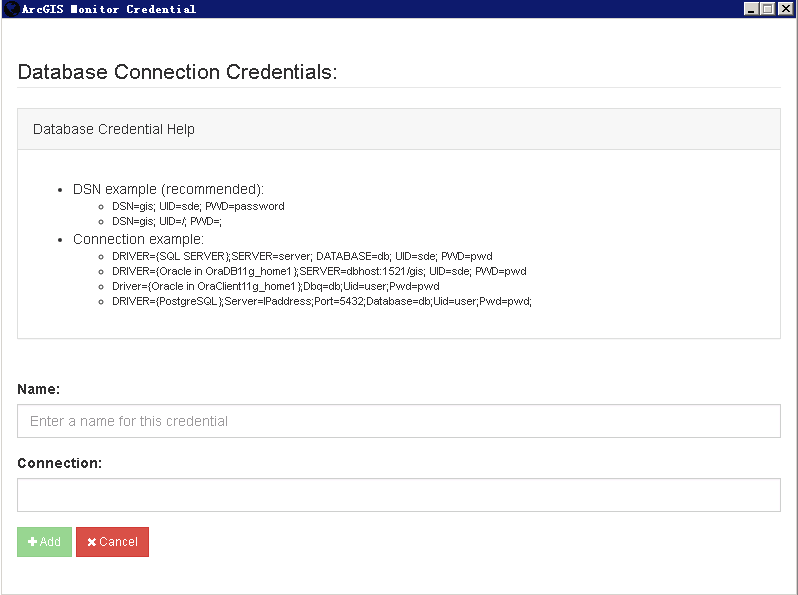 ArcGIS Monitor Credential
Database Connection Credentials:
Database Credential Help
DSN example (recommended):
DSN=gis; UID=sde; PWD=password
DSN=gis; UID=/; PWD=;
Connection example:
DRIVER={SQL SERVER};SERVER=server; DATABASE=db; UID=sde; PWD=pwd
DRIVER={Oracle in OraDB11g_home1};SERVER=dbhost:1521/gis; UID=sde; PWD=pwd
Driver={Oracle in OraClient11g_home1};Dbq=db;Uid=user;Pwd=pwd
DRIVER={PostgreSQL};Server=IPaddress;Port=5432;Database=db;Uid=user;Pwd=pwd;
Name:
Enter a name for this credential
Connection:
Add Cancel